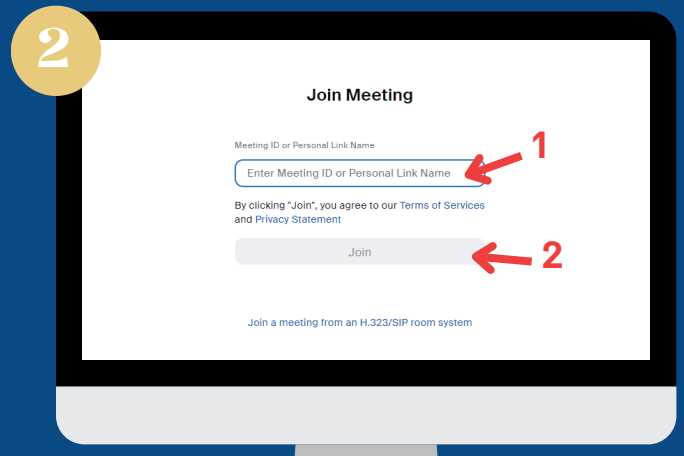 2
Join Meeting
Meeting ID or Personal Link Name
1
Enter Meeting ID or Personal Link Name
By clicking "Join", you agree to our Terms of Services
and Privacy Statement
Join
2
Join a meeting from an H.323/SIP room system